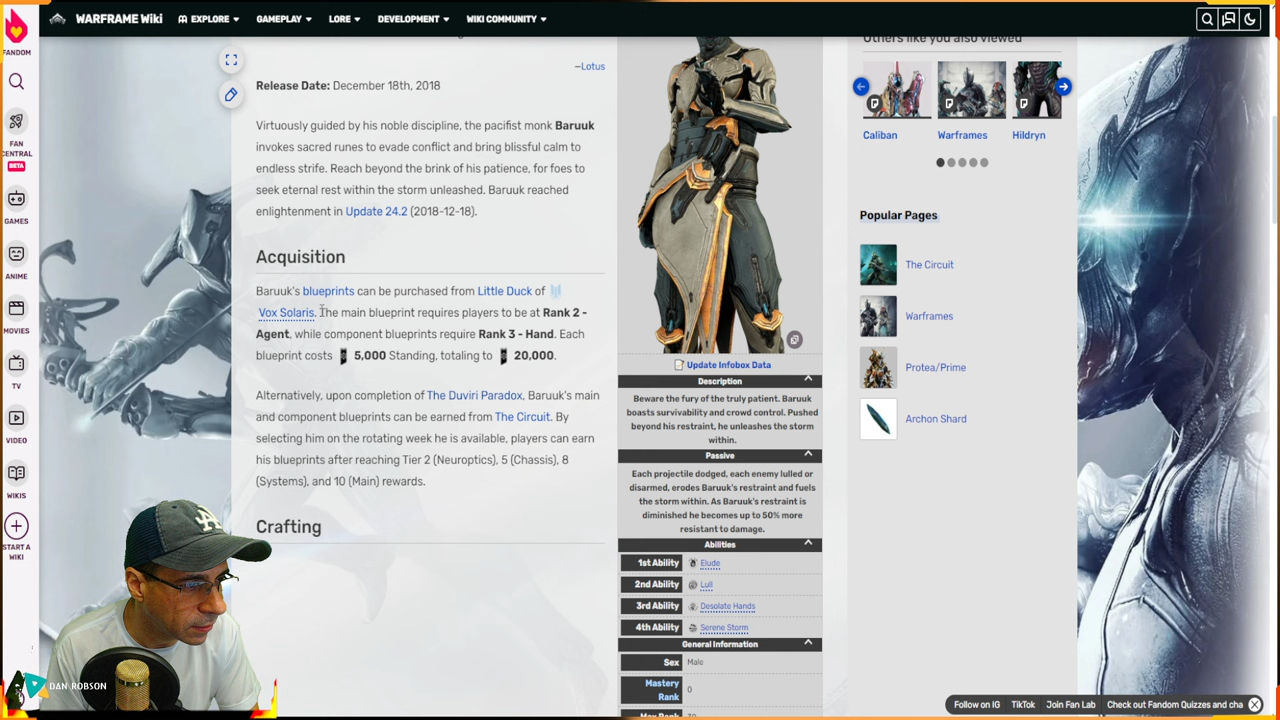 WARFRAME WiKi
EXPLORE
GAMEPLAY
LORE
DEVELOPMENT
WIKI COMMUNITY
FANDOM
FAN
CENTRAL
BETA
GAMES
ANIME
MOVIES
TV
VIDEO
WIKIS
START A
WIKI
—Lotus
Release Date: December 18th, 2018
Virtuously guided by his noble discipline, the pacifist monk Baruuk
invokes sacred runes to evade conflict and bring blissful calm to
endless strife. Reach beyond the brink of his patience, for foes to
seek eternal rest within the storm unleashed. Baruuk reached
enlightenment in Update 24.2 (2018-12-18).
Acquisition
Baruuk's blueprints can be purchased from Little Duck of
Vox Solaris. The main blueprint requires players to be at Rank 2 -
Agent, while component blueprints require Rank 3 - Hand. Each
blueprint costs 5,000 Standing, totaling to 20,000.
Alternatively, upon completion of The Duviri Paradox, Baruuk's main
and component blueprints can be earned from The Circuit. By
selecting him on the rotating week he is available, players can earn
his blueprints after reaching Tier 2 (Neuroptics), 5 (Chassis), 8
(Systems), and 10 (Main) rewards.
Crafting
Update Infobox Data
Description
Beware the fury of the truly patient. Baruuk
boasts survivability and crowd control. Pushed
beyond his restraint, he unleashes the storm
within.
Passive
Each projectile dodged, each enemy lulled or
disarmed, erodes Baruuk's restraint and fuels
the storm within. As Baruuk's restraint is
diminished he becomes up to 50% more
resistant to damage.
Abilities
1st Ability Elude
2nd Ability Lull
3rd Ability Desolate Hands
4th Ability Serene Storm
General Information
Sex Male
Mastery
Rank 0
Others like you also viewed
Caliban
Warframes
Hildryn
Popular Pages
The Circuit
Warframes
Protea/Prime
Archon Shard
Follow on IG
TikTok
Join Fan Lab
Check out Fandom Quizzes and cha
DAN ROBSON